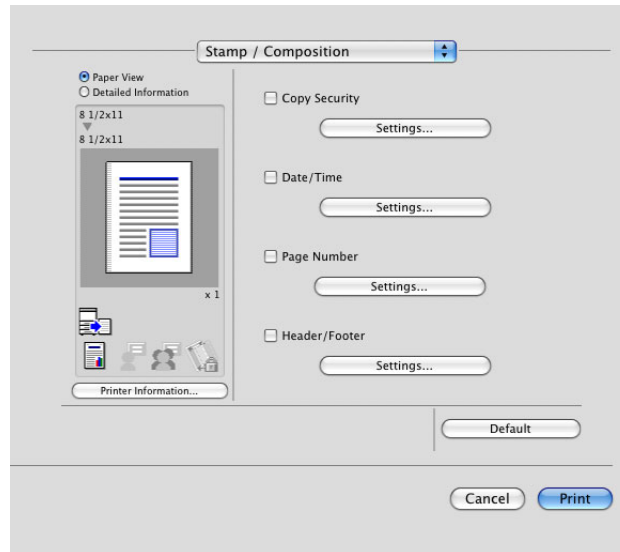 Stamp / Composition
Paper View
Detailed Information
8 1/2x11
8 1/2x11
x 1
Printer Information...
Copy Security
Settings...
Date/Time
Settings...
Page Number
Settings...
Header/Footer
Settings...
Default
Cancel
Print